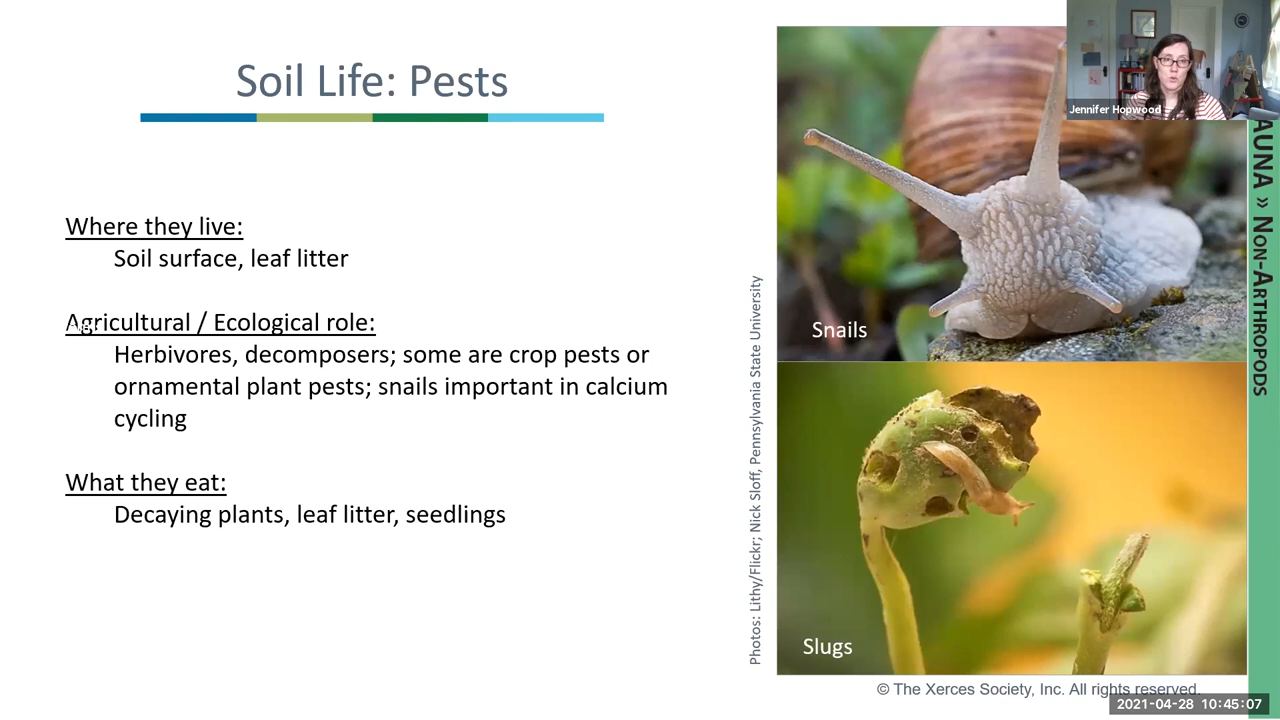 Soil Life: Pests
Where they live:
Soil surface, leaf litter
Agricultural / Ecological role:
Herbivores, decomposers; some are crop pests or
ornamental plant pests; snails important in calcium
cycling
What they eat:
Decaying plants, leaf litter, seedlings
Photos: Lithy/Flickr; Nick Sloff, Pennsylvania State University
Snails
Slugs
Jennifer Hopwood
AUNA » Non-Arthropods
© The Xerces Society, Inc. All rights reserved.
2021-04-28 10:45:07